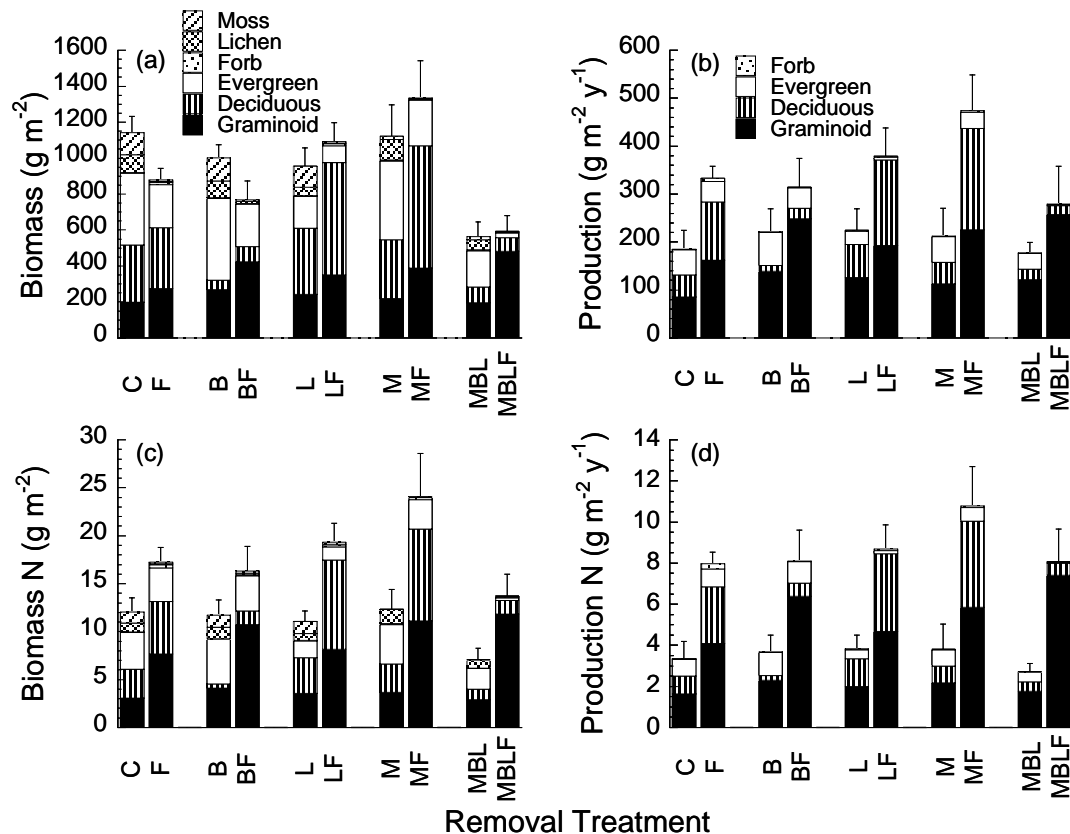 Moss
Lichen
Forb
Evergreen
Deciduous
Graminoid
(a)
Biomass (g m⁻²)
1600
1400
1200
1000
800
600
400
200
0
C
F
B
BF
L
LF
M
MF
MBL
MBLF
(b)
Forb
Evergreen
Deciduous
Graminoid
Production (g m⁻² y⁻¹)
600
500
400
300
200
100
0
C
F
B
BF
L
LF
M
MF
MBL
MBLF
(c)
Biomass N (g m⁻²)
30
25
20
15
10
5
0
C
F
B
BF
L
LF
M
MF
MBL
MBLF
(d)
Production N (g m⁻² y⁻¹)
14
12
10
8
6
4
2
0
C
F
B
BF
L
LF
M
MF
MBL
MBLF
Removal Treatment